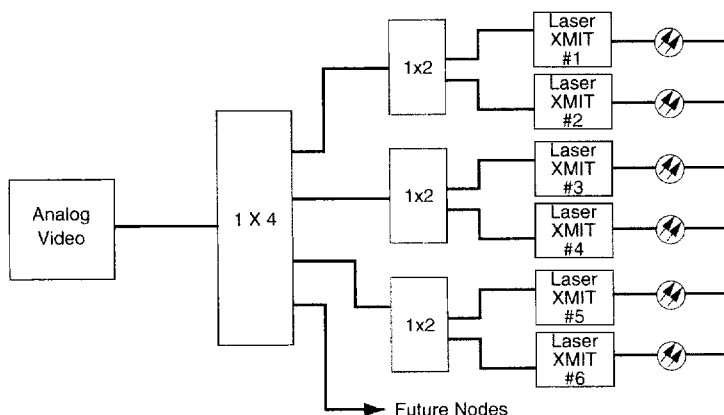 Analog
Video
1 X 4
1x2
Laser
XMIT
#1
Laser
XMIT
#2
1x2
Laser
XMIT
#3
Laser
XMIT
#4
1x2
Laser
XMIT
#5
Laser
XMIT
#6
Future Nodes